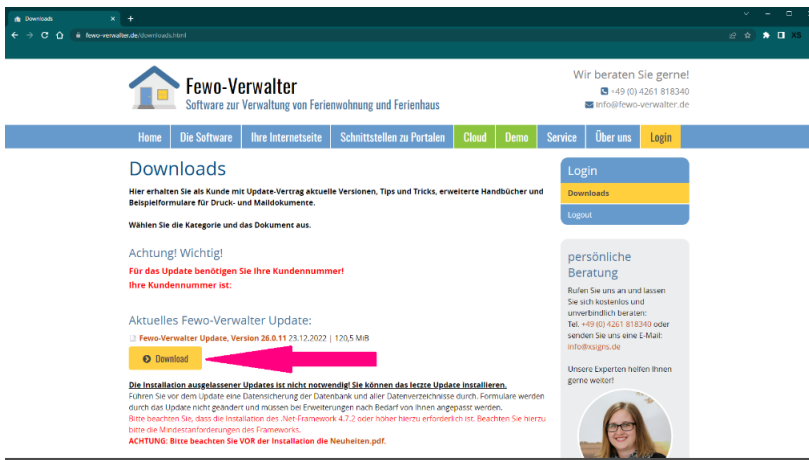 Downloads
fewo-verwalter.de/downloads.html
XS
Fewo-Verwalter
Software zur Verwaltung von Ferienwohnung und Ferienhaus
Wir beraten Sie gerne!
+49 (0) 4261 818340
info@fewo-verwalter.de
Home Die Software Ihre Internetseite Schnittstellen zu Portalen Cloud Demo Service Über uns Login
Downloads
Hier erhalten Sie als Kunde mit Update-Vertrag aktuelle Versionen, Tips und Tricks, erweiterte Handbücher und
Beispielformulare für Druck- und Maildokumente.
Wählen Sie die Kategorie und das Dokument aus.
Achtung! Wichtig!
Für das Update benötigen Sie Ihre Kundennummer!
Ihre Kundennummer ist:
Aktuelles Fewo-Verwalter Update:
Fewo-Verwalter Update, Version 26.0.11 23.12.2022 | 120,5 MiB
Download
Die Installation ausgelassener Updates ist nicht notwendig! Sie können das letzte Update installieren.
Führen Sie vor dem Update eine Datensicherung der Datenbank und aller Datenverzeichnisse durch. Formulare werden
durch das Update nicht geändert und müssen bei Erweiterungen nach Bedarf von Ihnen angepasst werden.
Bitte beachten Sie, dass die Installation des .Net-Framework 4.7.2 oder höher hierzu erforderlich ist. Beachten Sie hierzu
bitte die Mindestanforderungen des Frameworks.
ACHTUNG: Bitte beachten Sie VOR der Installation die Neuheiten.pdf.
Login
Downloads
Logout
persönliche
Beratung
Rufen Sie uns an und lassen
Sie sich kostenlos und
unverbindlich beraten:
Tel. +49 (0) 4261 818340 oder
senden Sie uns eine E-Mail:
info@xsigns.de
Unsere Experten helfen Ihnen
gerne weiter!